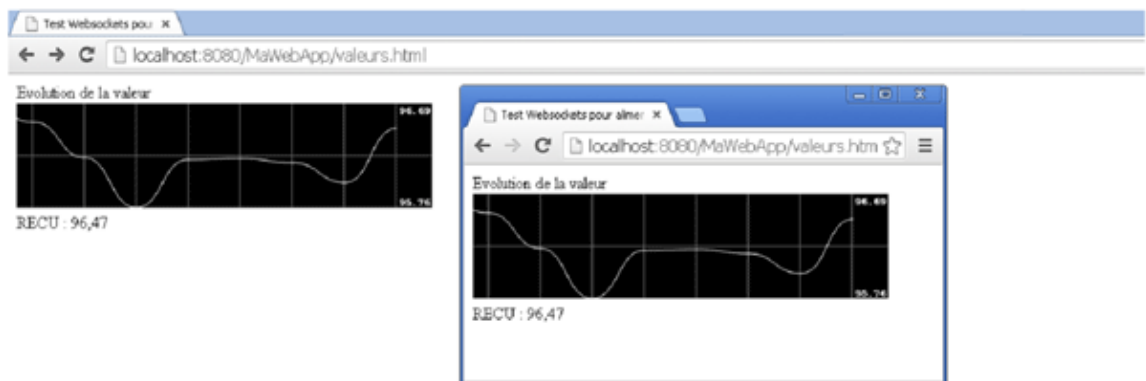 Test Websockets pour
localhost:8080/MaWebApp/valeurs.html
Evolution de la valeur
96.69
95.76
RECU : 96,47
Test Websockets pour alimer
localhost:8080/MaWebApp/valeurs.htm
Evolution de la valeur
96.69
95.76
RECU : 96,47